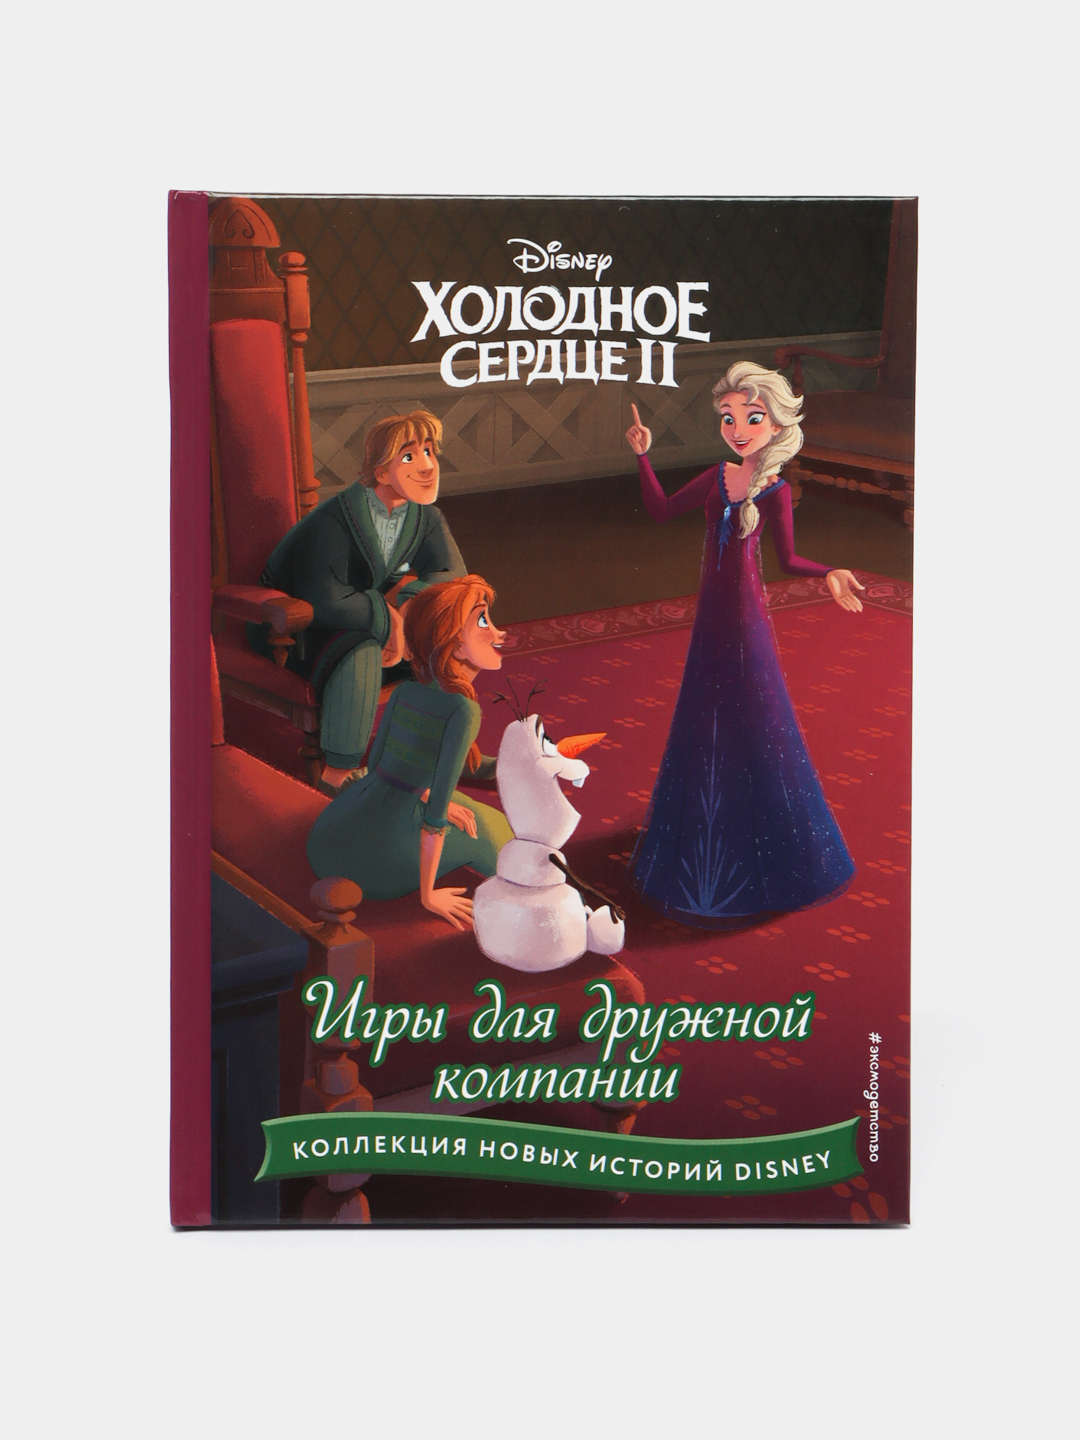 Disney
ХОЛОДНОЕ
СЕРДЦЕ II
Игры для дружной
компании
КОЛЛЕКЦИЯ НОВЫХ ИСТОРИЙ DISNEY
#эксмодетство